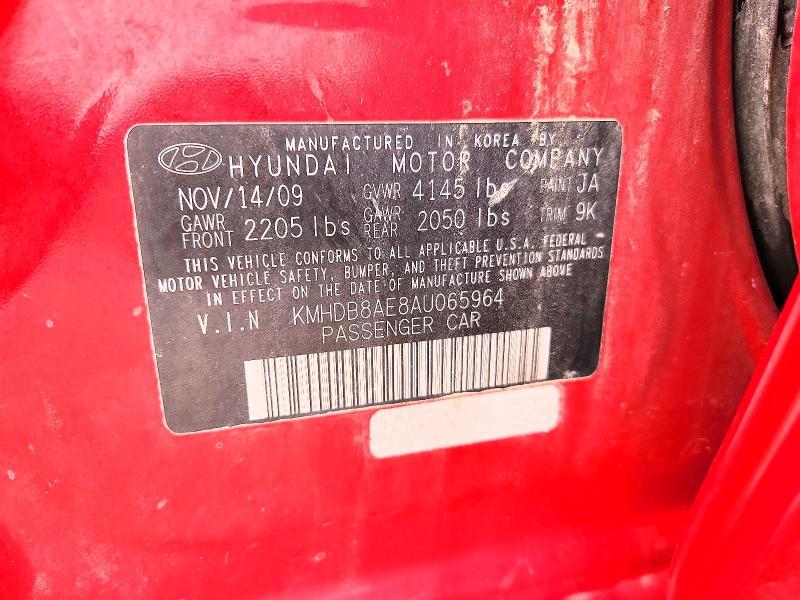 MANUFACTURED IN KOREA BY
HYUNDAI MOTOR COMPANY
NOV/14/09 GVWR 4145 lbs PAINT JA
GAWR FRONT 2205 lbs GAWR REAR 2050 lbs TRIM 9K
THIS VEHICLE CONFORMS TO ALL APPLICABLE U.S.A. FEDERAL
MOTOR VEHICLE SAFETY, BUMPER, AND THEFT PREVENTION STANDARDS
IN EFFECT ON THE DATE OF MANUFACTURE SHOWN ABOVE
V.I.N KMHDB8AE8AU065964
PASSENGER CAR